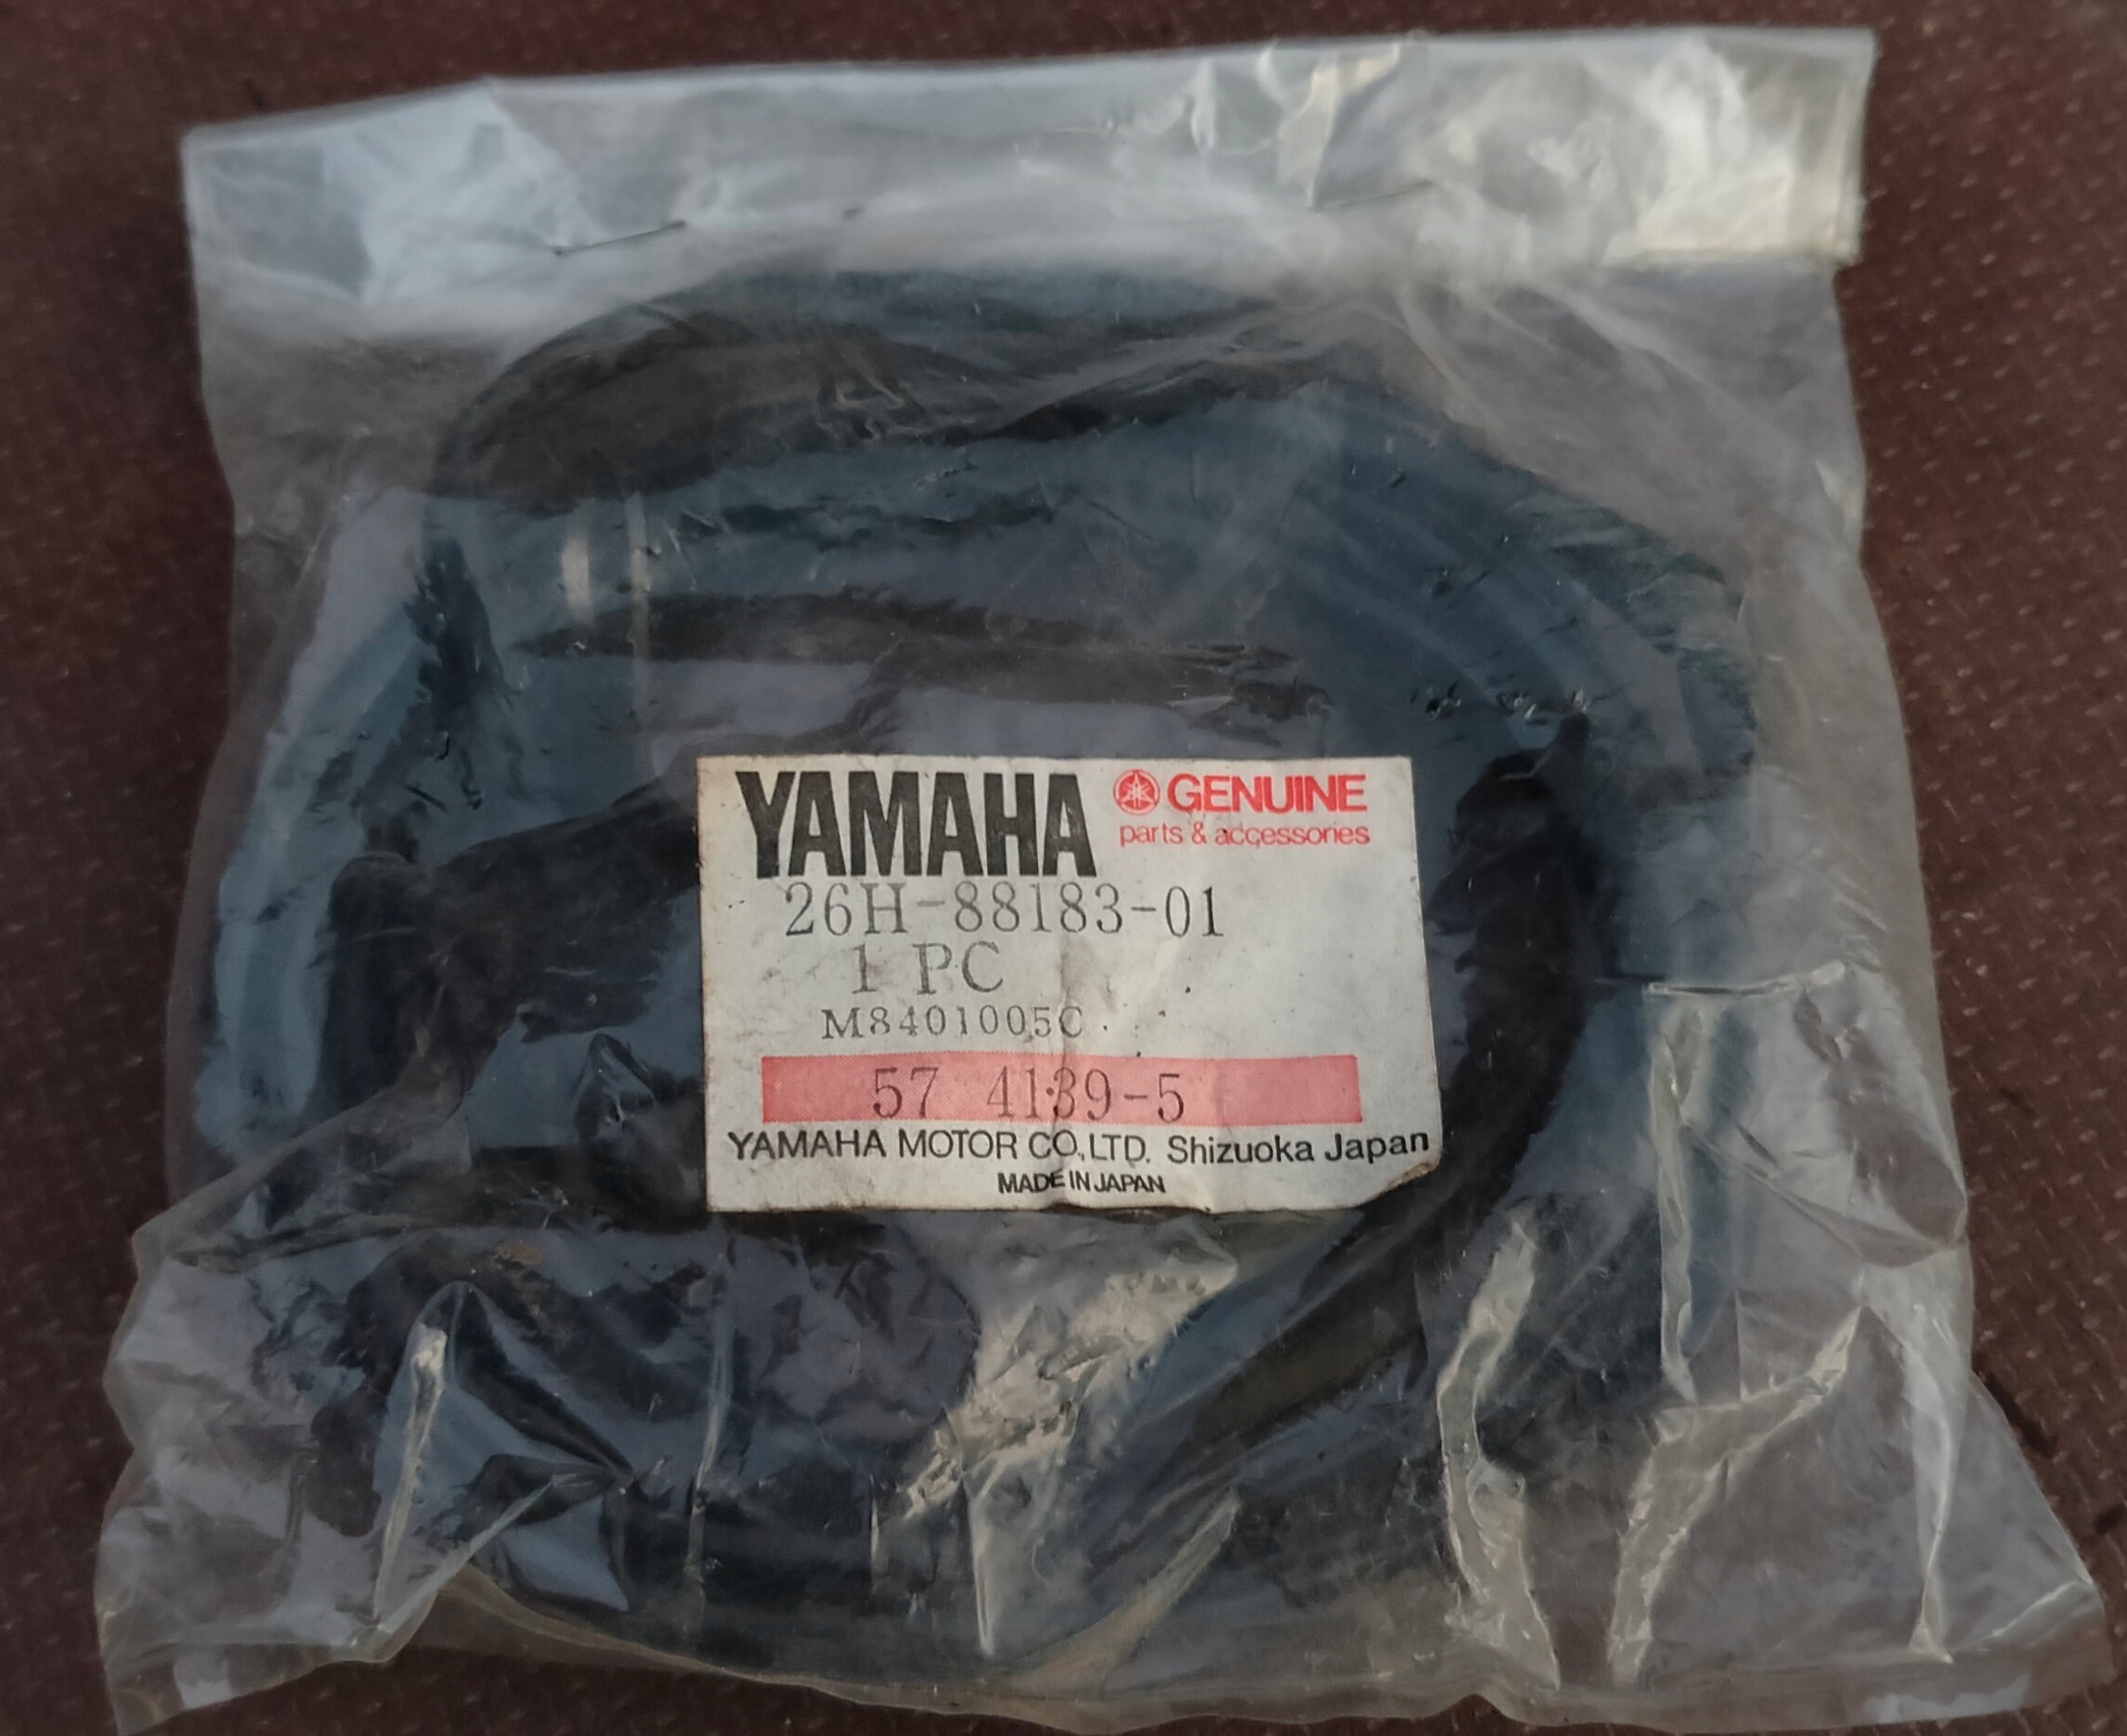 YAMAHA GENUINE
parts & accessories
26H-88183-01
1 PC
M8401005C
57 4139-5
YAMAHA MOTOR CO.,LTD. Shizuoka Japan
MADE IN JAPAN